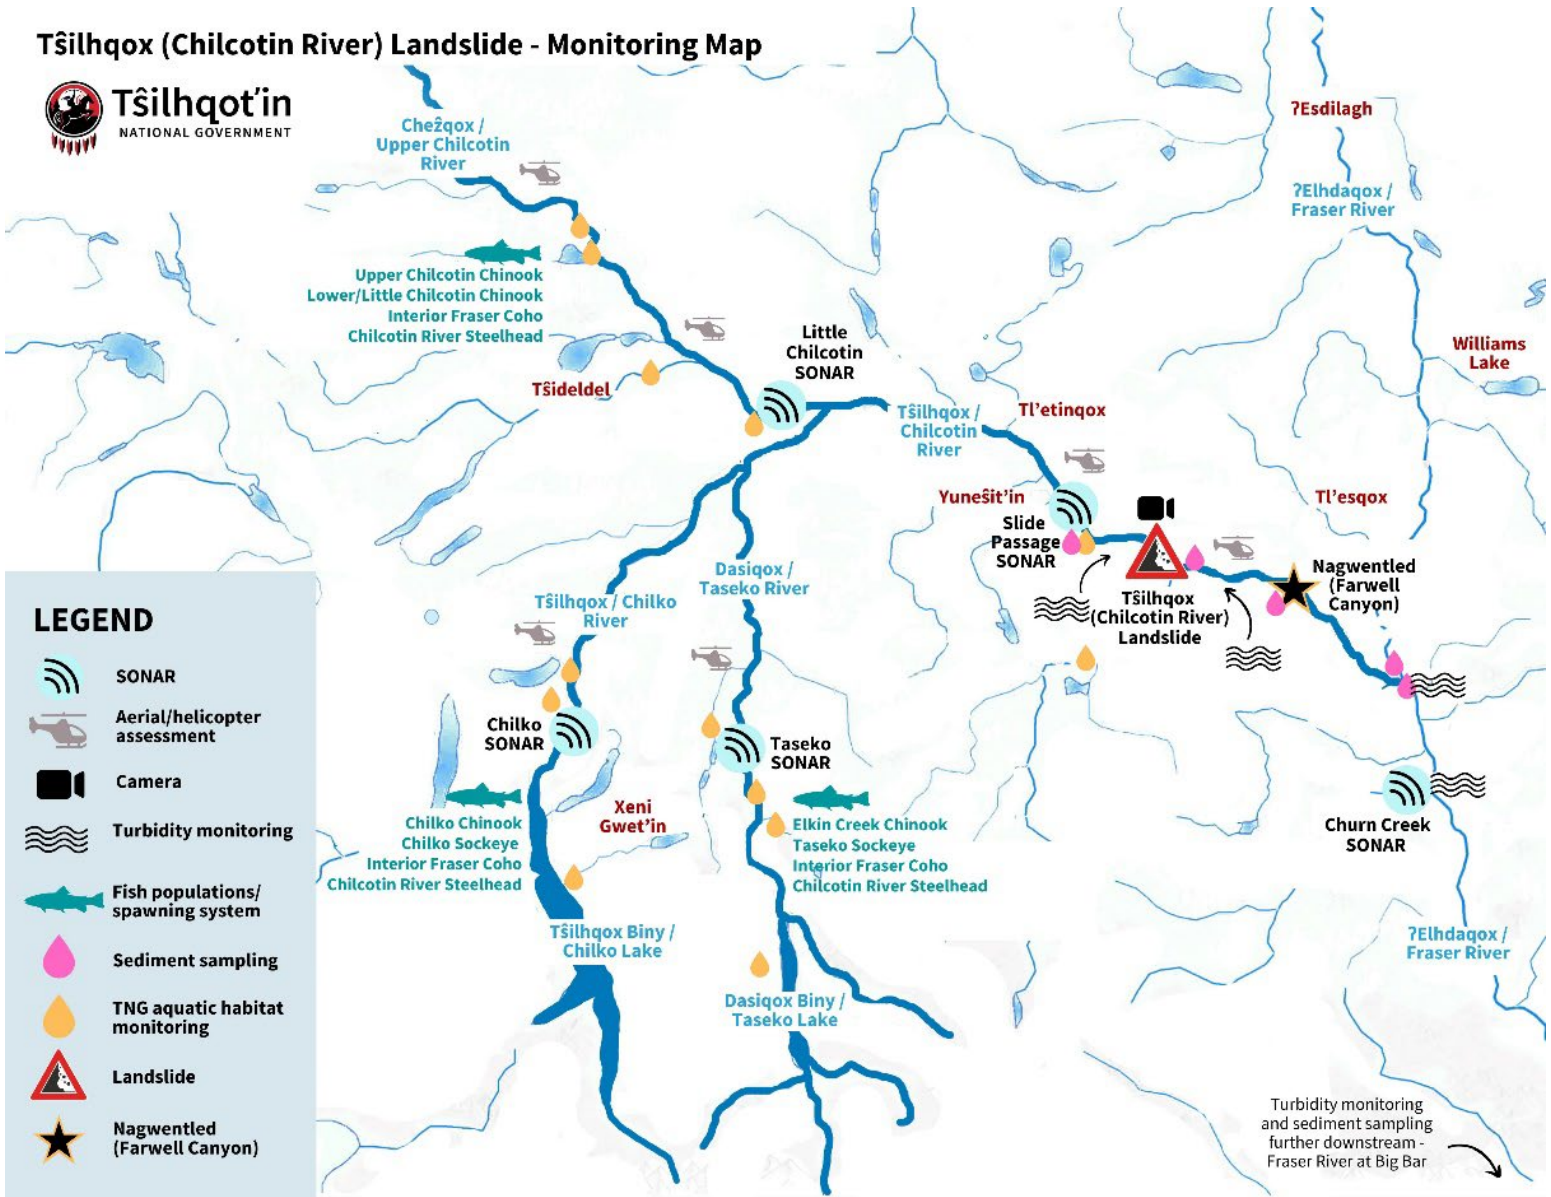 Tŝilhqox (Chilcotin River) Landslide - Monitoring Map
Tŝilhqot'in
NATIONAL GOVERNMENT
Cheẑqox /
Upper Chilcotin
River
ʔEsdilagh
ʔElhdaqox /
Fraser River
Upper Chilcotin Chinook
Lower/Little Chilcotin Chinook
Interior Fraser Coho
Chilcotin River Steelhead
Little
Chilcotin
SONAR
Williams
Lake
Tŝideldel
Tŝilhqox /
Chilcotin
River
Tl'etinqox
Yuneŝit'in
Tl'esqox
Slide
Passage
SONAR
Nagwentled
(Farwell
Canyon)
Tŝilhqox
(Chilcotin River)
Landslide
Dasiqox /
Taseko River
Tŝilhqox / Chilko
River
Chilko
SONAR
Taseko
SONAR
Xeni
Gwet'in
Chilko Chinook
Chilko Sockeye
Interior Fraser Coho
Chilcotin River Steelhead
Elkin Creek Chinook
Taseko Sockeye
Interior Fraser Coho
Chilcotin River Steelhead
Churn Creek
SONAR
Tŝilhqox Biny /
Chilko Lake
ʔElhdaqox /
Fraser River
Dasiqox Biny /
Taseko Lake
Turbidity monitoring
and sediment sampling
further downstream -
Fraser River at Big Bar
LEGEND
SONAR
Aerial/helicopter
assessment
Camera
Turbidity monitoring
Fish populations/
spawning system
Sediment sampling
TNG aquatic habitat
monitoring
Landslide
Nagwentled
(Farwell Canyon)